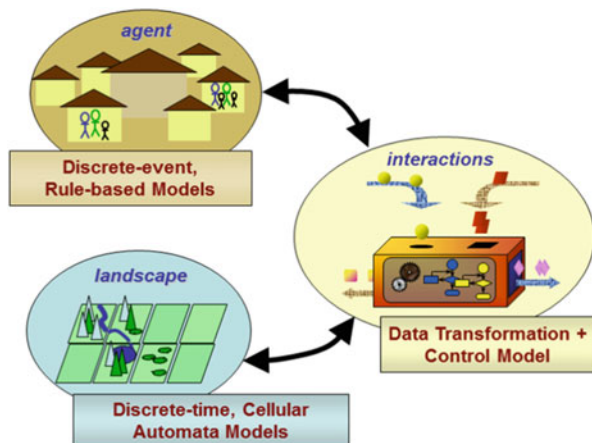 agent
Discrete-event,
Rule-based Models
interactions
Data Transformation +
Control Model
landscape
Discrete-time, Cellular
Automata Models